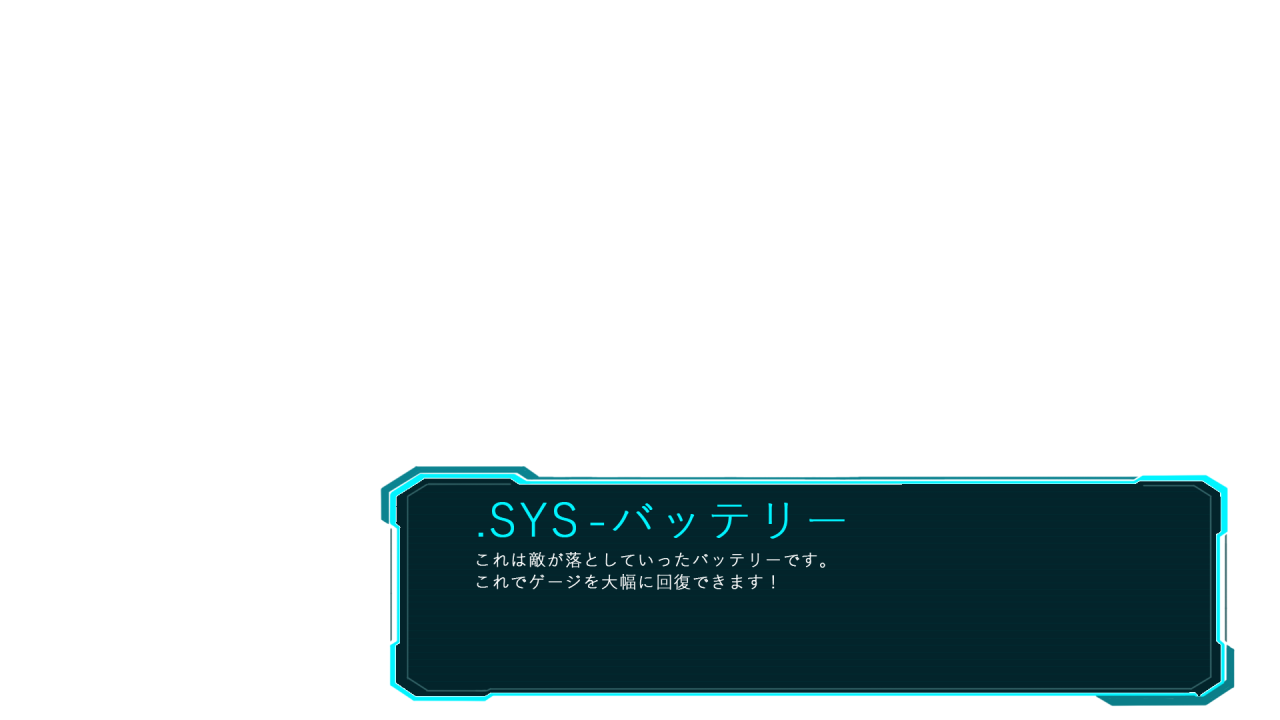 .SYS-バッテリー
これは敵が落としていったバッテリーです。
これでゲージを大幅に回復できます！